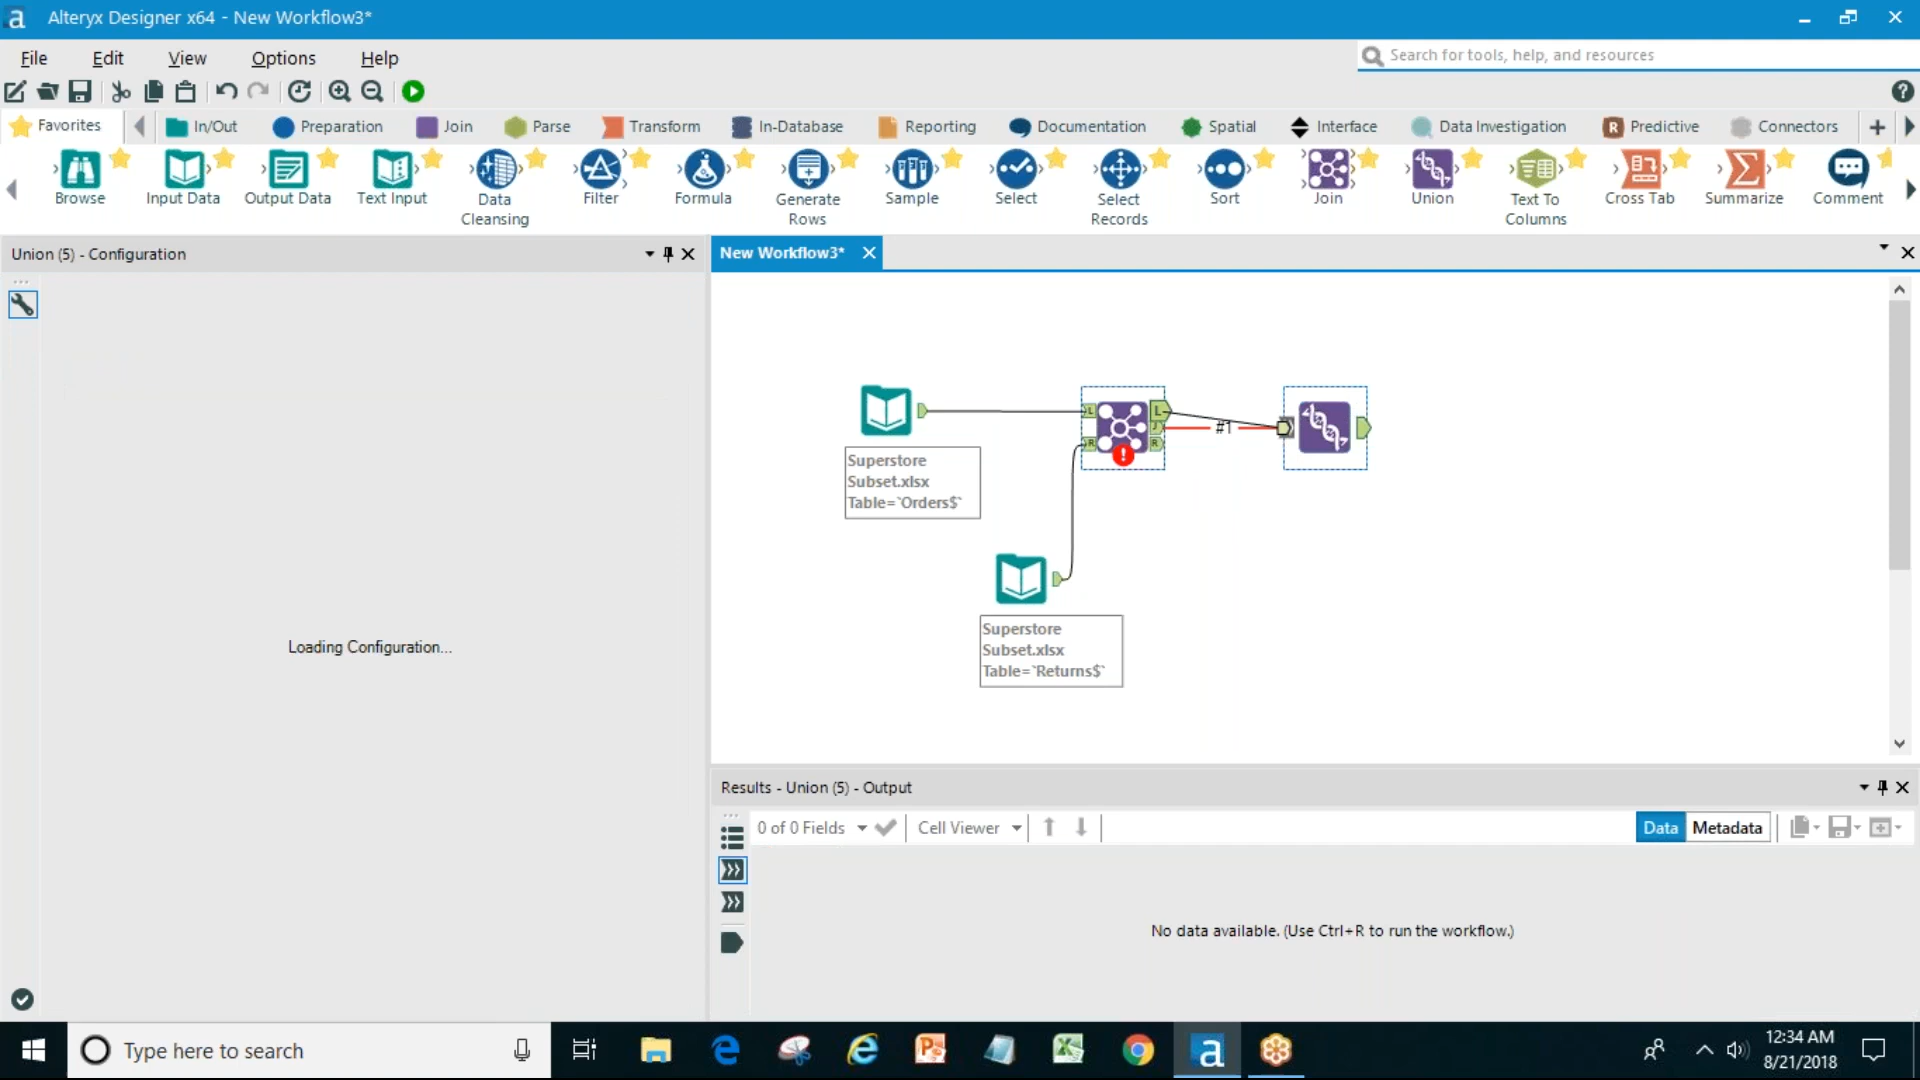 a Alteryx Designer x64 - New Workflow3*
File Edit View Options Help
Search for tools, help, and resources
Favorites In/Out Preparation Join Parse Transform In-Database Reporting Documentation Spatial Interface Data Investigation R Predictive Connectors
Browse Input Data Output Data Text Input Data Cleansing Filter Formula Generate Rows Sample Select Select Records Sort Join Union Text To Columns Cross Tab Summarize Comment
Union (5) - Configuration
New Workflow3*
Loading Configuration...
L
R
L
J
R
#1
Superstore
Subset.xlsx
Table=`Orders$`
Superstore
Subset.xlsx
Table=`Returns$`
Results - Union (5) - Output
0 of 0 Fields Cell Viewer Data Metadata
No data available. (Use Ctrl+R to run the workflow.)
Type here to search
12:34 AM
8/21/2018